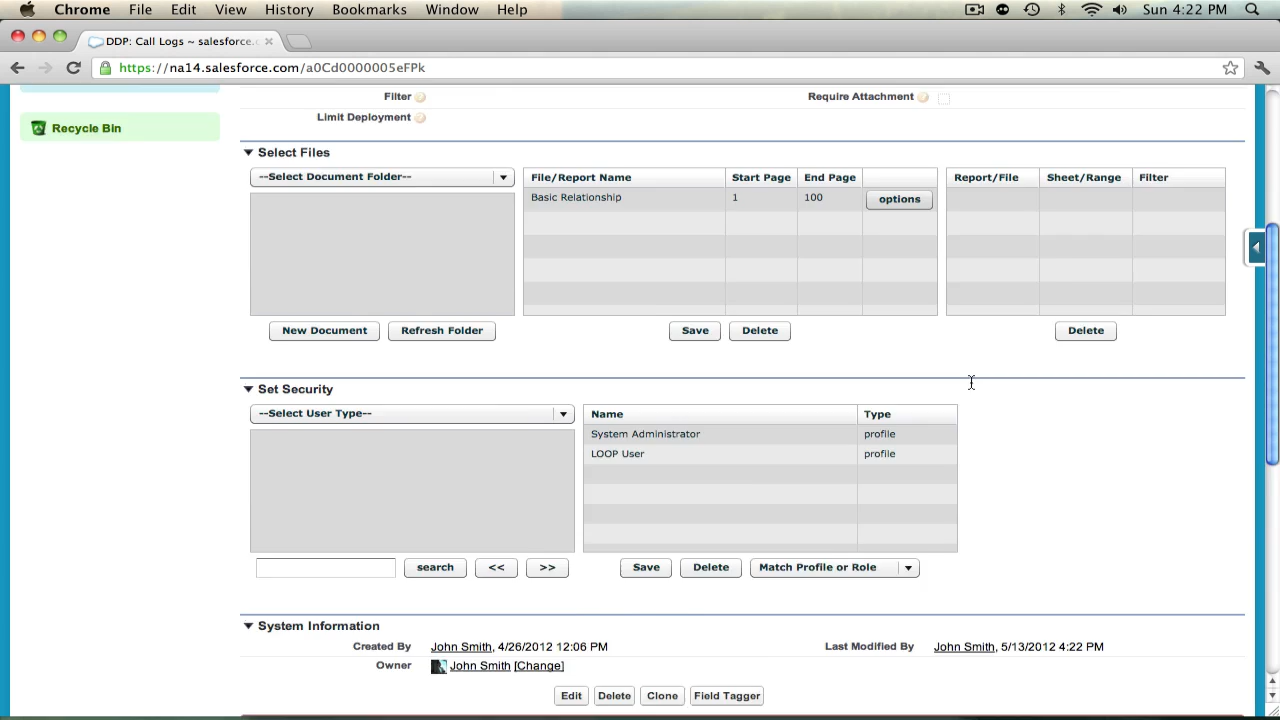 Chrome File Edit View History Bookmarks Window Help Sun 4:22 PM
DDP: Call Logs ~ salesforce.
https://na14.salesforce.com/a0Cd0000005eFPk
Filter Require Attachment
Limit Deployment
Recycle Bin
Select Files
--Select Document Folder-- File/Report Name Start Page End Page Report/File Sheet/Range Filter
Basic Relationship 1 100 options
New Document Refresh Folder Save Delete Delete
Set Security
--Select User Type-- Name Type
System Administrator profile
LOOP User profile
search << >> Save Delete Match Profile or Role
System Information
Created By John Smith, 4/26/2012 12:06 PM Last Modified By John Smith, 5/13/2012 4:22 PM
Owner John Smith [Change]
Edit Delete Clone Field Tagger